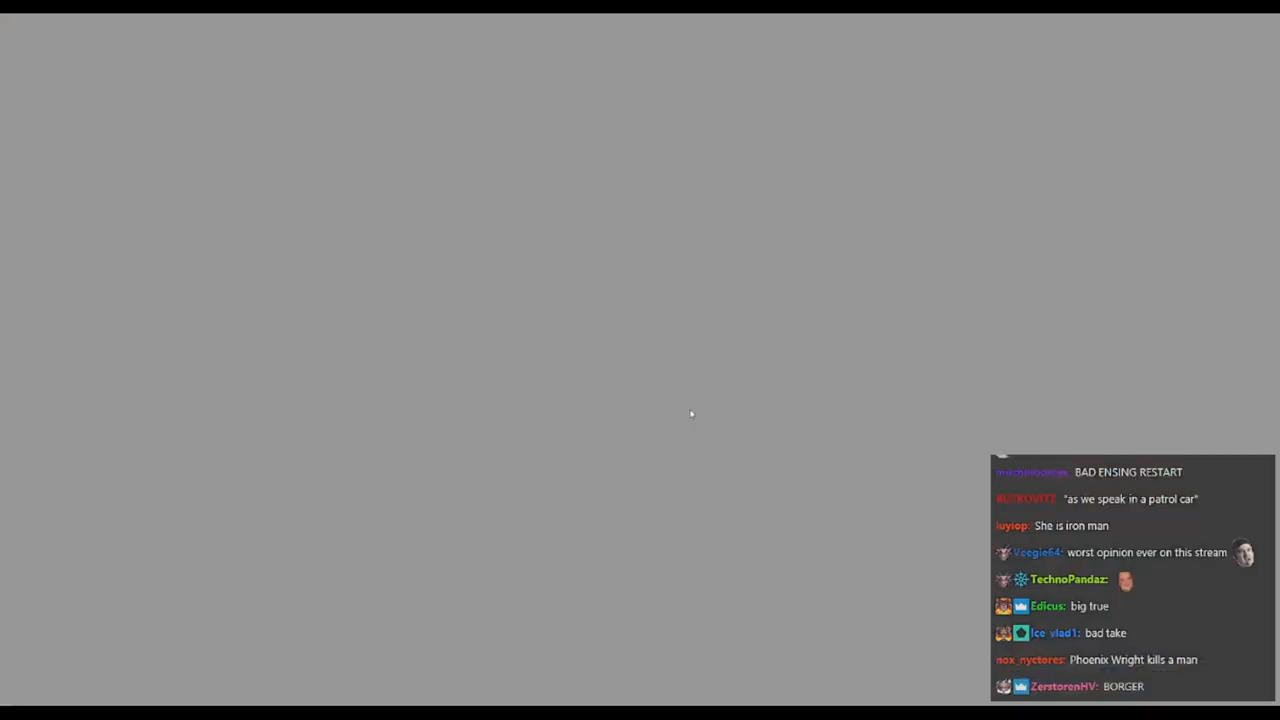 BAD ENSING RESTART
"as we speak in a patrol car"
luyiop: She is iron man
Veegie64: worst opinion ever on this stream
TechnoPandaz:
Edicus: big true
Ice_vlad1: bad take
nox_nyctores: Phoenix Wright kills a man
ZerstorenHV: BORGER